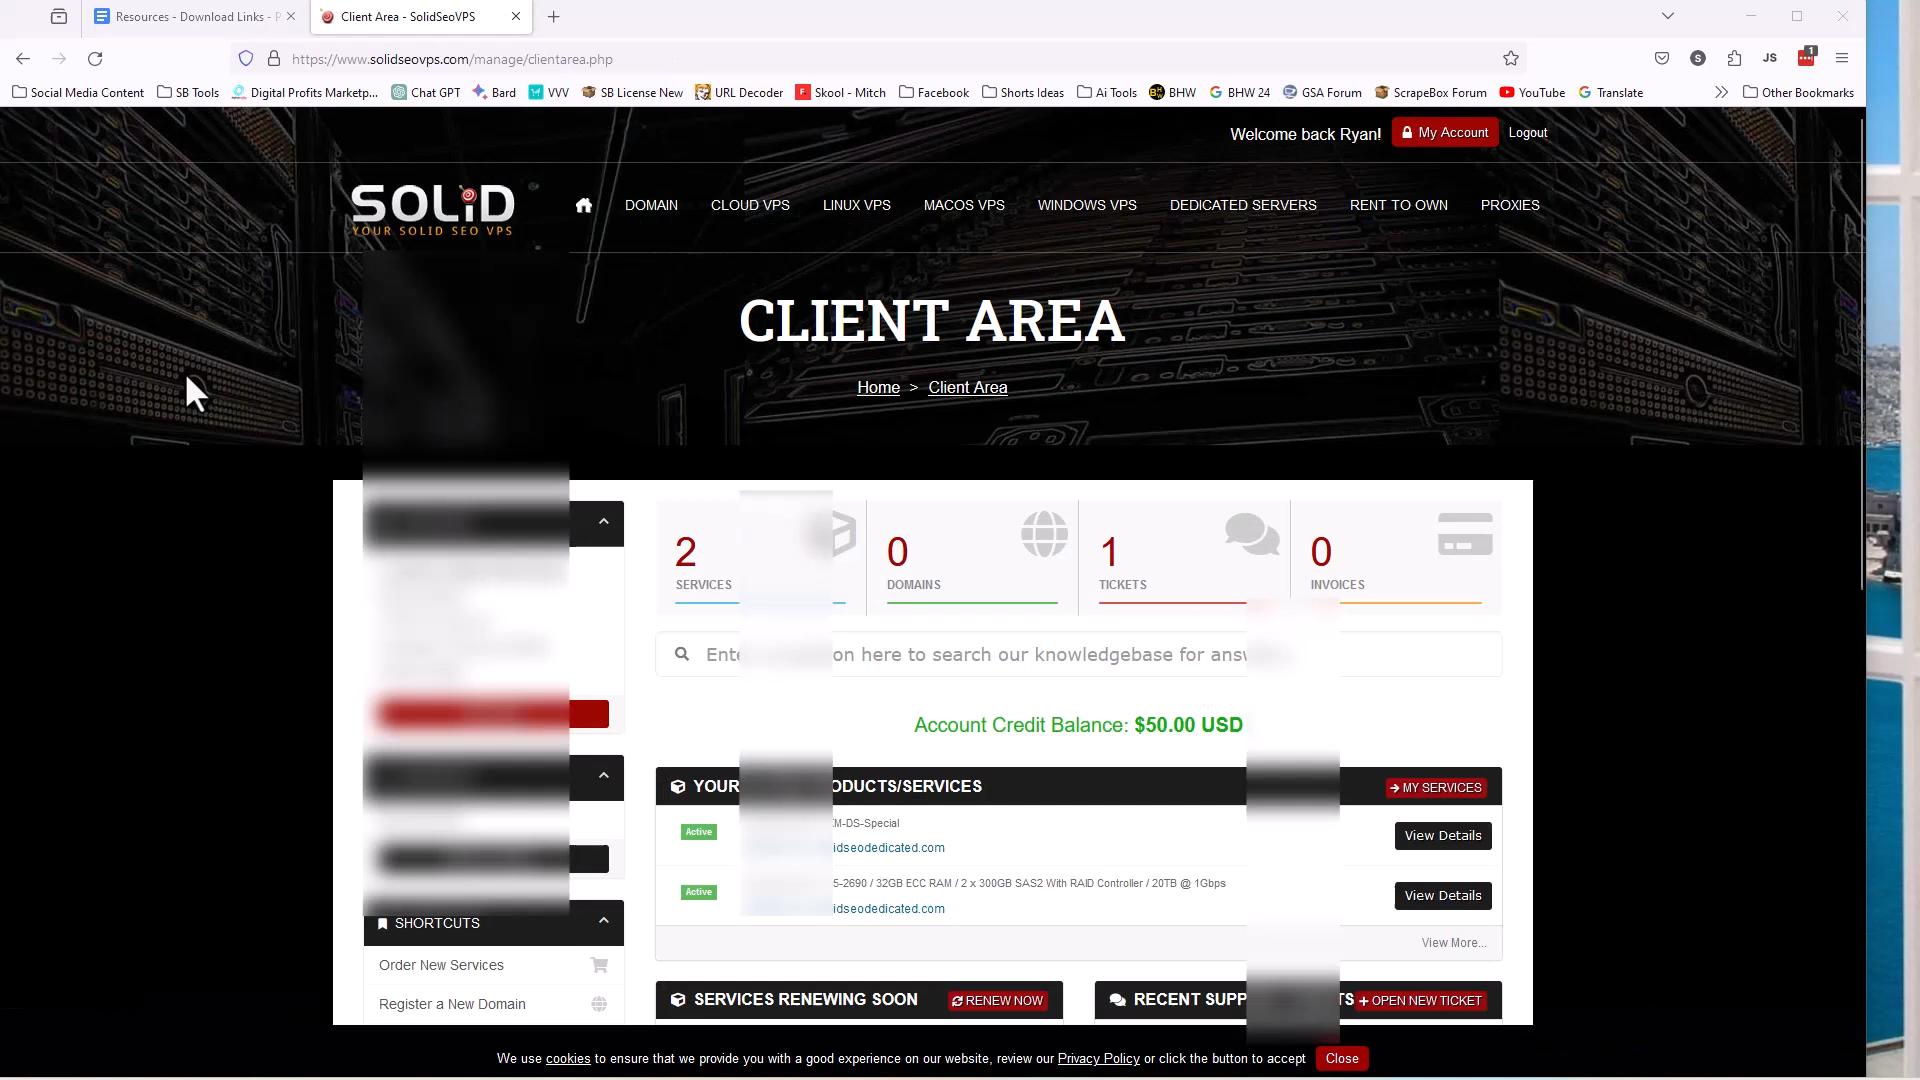 Resources - Download Links - P
Client Area - SolidSeoVPS
https://www.solidseovps.com/manage/clientarea.php
JS
1
Social Media Content
SB Tools
Digital Profits Marketp...
Chat GPT
Bard
VVV
SB License New
URL Decoder
Skool - Mitch
Facebook
Shorts Ideas
Ai Tools
BHW
BHW 24
GSA Forum
ScrapeBox Forum
YouTube
Translate
Other Bookmarks
Welcome back Ryan!
My Account
Logout
SOLID
YOUR SOLID SEO VPS
DOMAIN
CLOUD VPS
LINUX VPS
MACOS VPS
WINDOWS VPS
DEDICATED SERVERS
RENT TO OWN
PROXIES
CLIENT AREA
Home > Client Area
2
SERVICES
0
DOMAINS
1
TICKETS
0
INVOICES
here to search our knowledgebase for
Account Credit Balance: $50.00 USD
YOUR
ODUCTS/SERVICES
MY SERVICES
Active
M-DS-Special
idseodedicated.com
View Details
Active
5-2690 / 32GB ECC RAM / 2 x 300GB SAS2 With RAID Controller / 20TB @ 1Gbps
idseodedicated.com
View Details
View More...
SHORTCUTS
Order New Services
Register a New Domain
SERVICES RENEWING SOON
RENEW NOW
RECENT SUPP
TS
OPEN NEW TICKET
We use cookies to ensure that we provide you with a good experience on our website, review our Privacy Policy or click the button to accept
Close